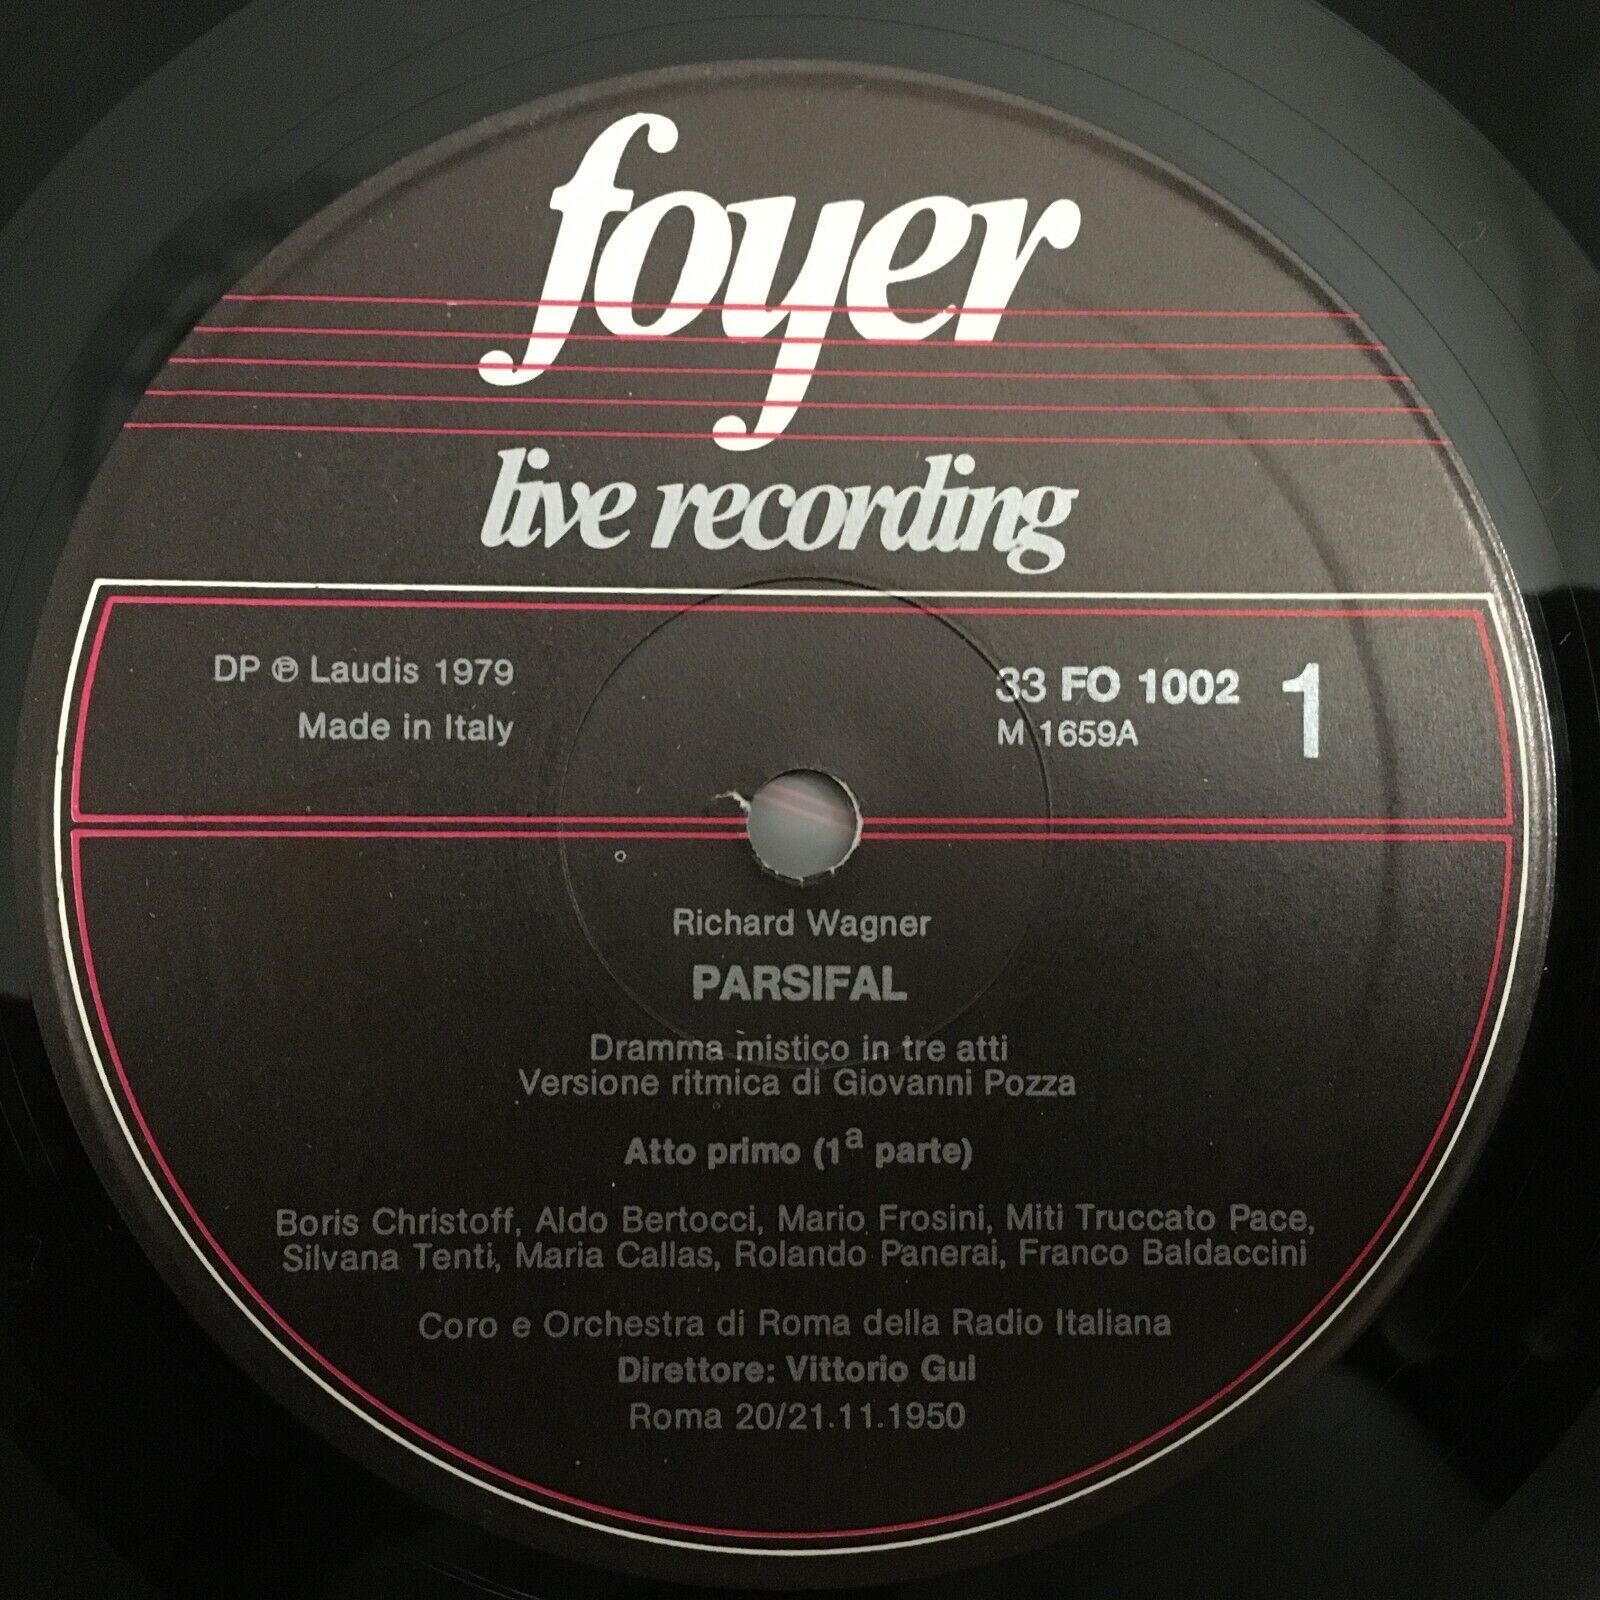 foyer
live recording
DP ℗ Laudis 1979
Made in Italy
33 FO 1002 1
M 1659A
Richard Wagner
PARSIFAL
Dramma mistico in tre atti
Versione ritmica di Giovanni Pozza
Atto primo (1ª parte)
Boris Christoff, Aldo Bertocci, Mario Frosini, Miti Truccato Pace,
Silvana Tenti, Maria Callas, Rolando Panerai, Franco Baldaccini
Coro e Orchestra di Roma della Radio Italiana
Direttore: Vittorio Gui
Roma 20/21.11.1950